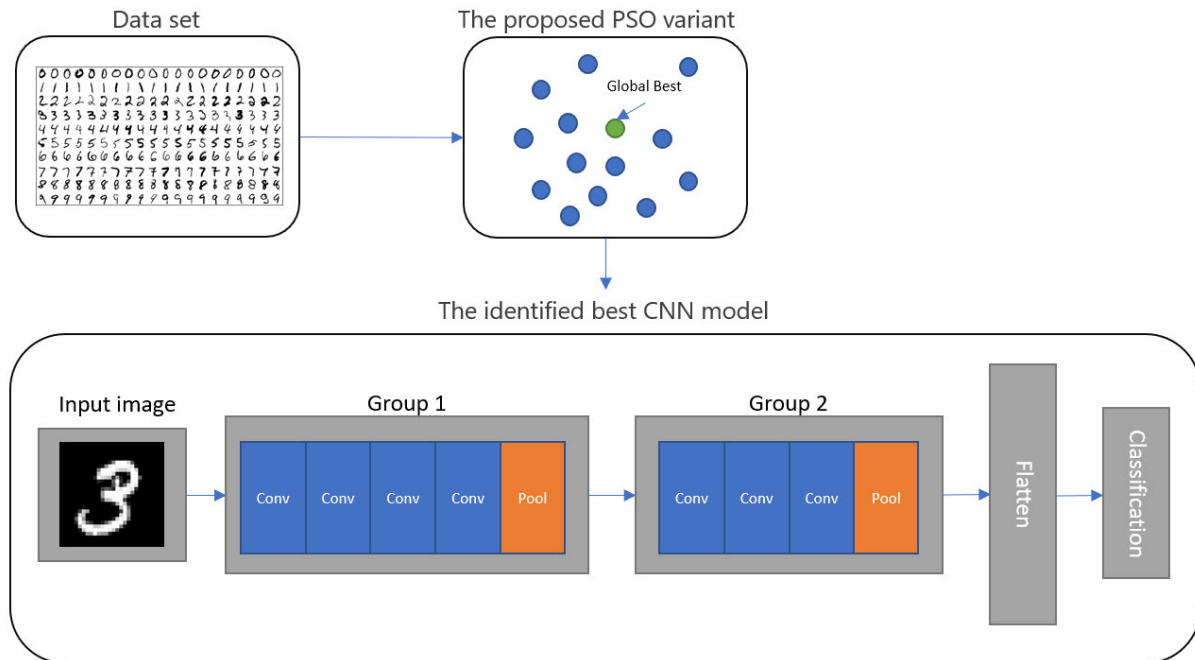 Data set
The proposed PSO variant
Global Best
The identified best CNN model
Input image
Group 1
Group 2
Conv
Conv
Conv
Conv
Pool
Conv
Conv
Conv
Pool
Flatten
Classification